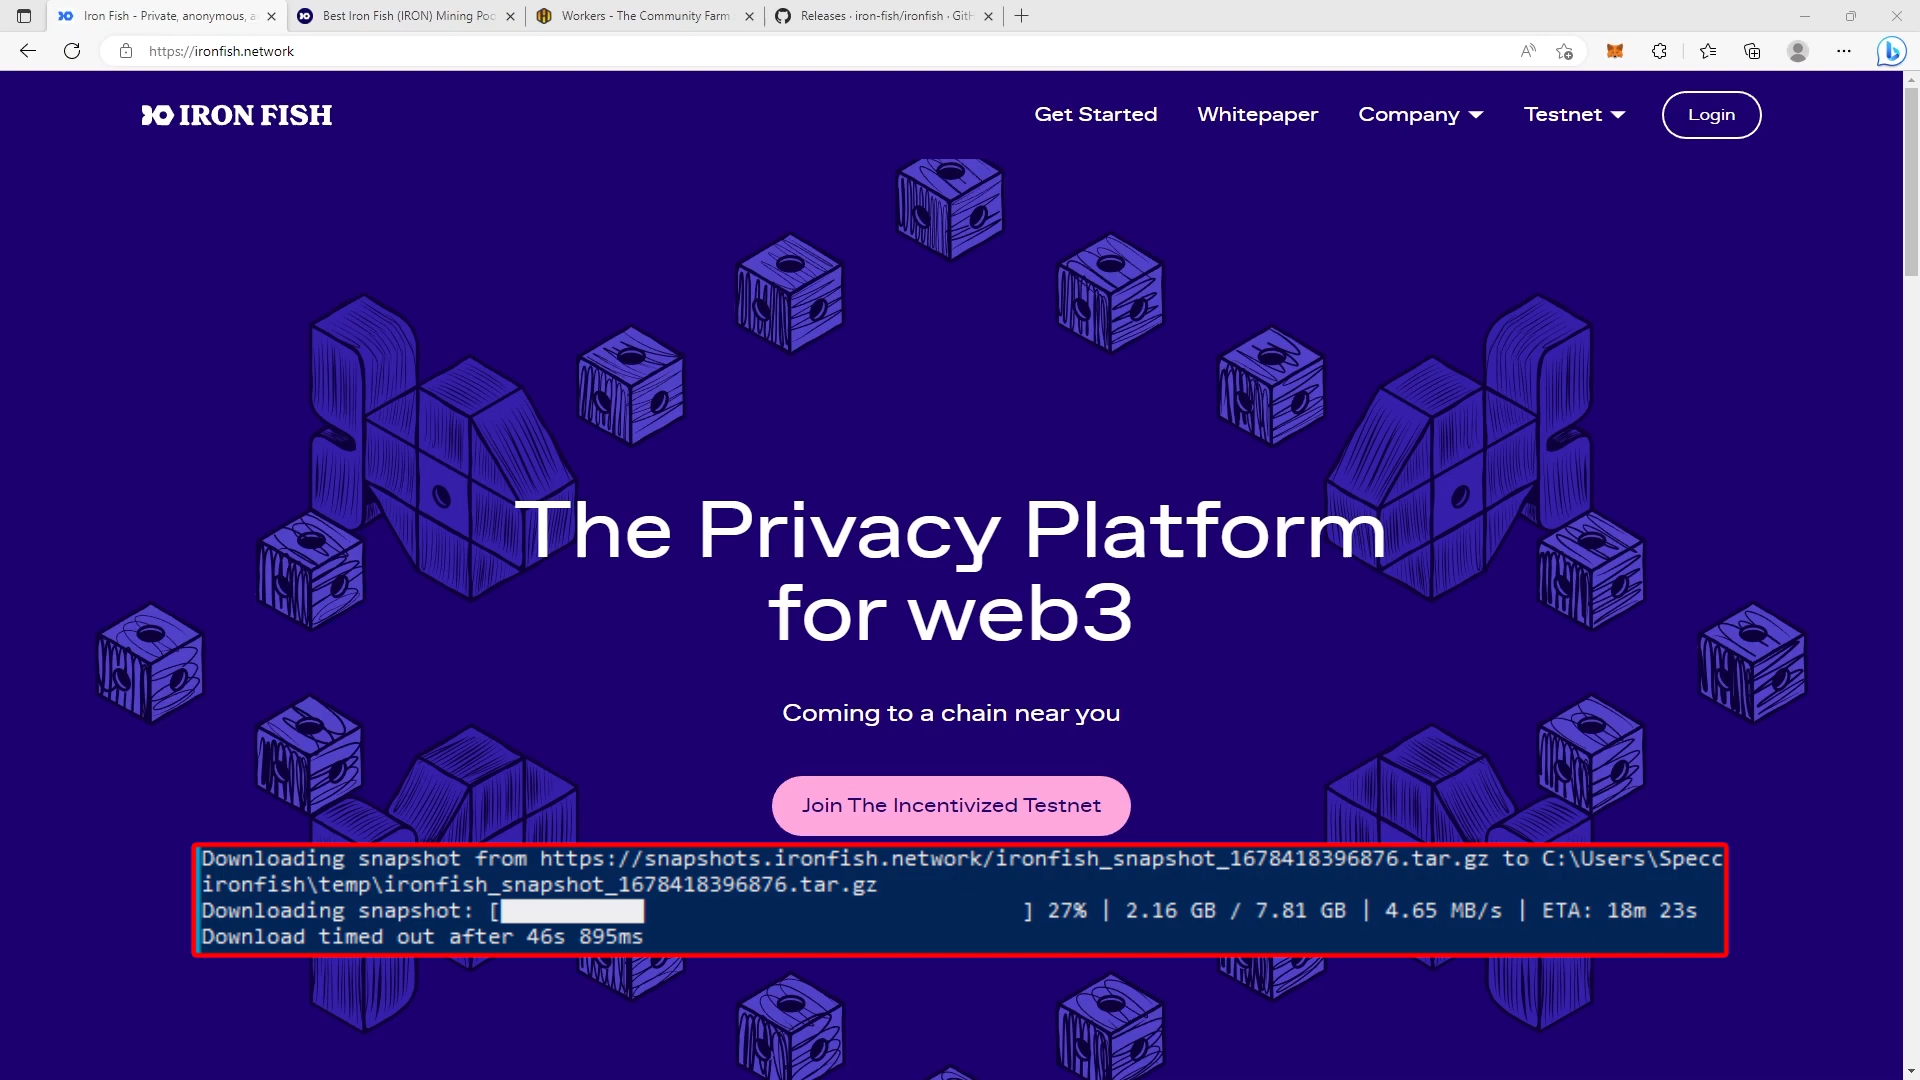 Iron Fish - Private, anonymous, a
Best Iron Fish (IRON) Mining Poo
Workers - The Community Farm
Releases · iron-fish/ironfish · GitH
https://ironfish.network
IRON FISH
Get Started
Whitepaper
Company
Testnet
Login
The Privacy Platform
for web3
Coming to a chain near you
Join The Incentivized Testnet
Downloading snapshot from https://snapshots.ironfish.network/ironfish_snapshot_1678418396876.tar.gz to C:\Users\Specc
ironfish\temp\ironfish_snapshot_1678418396876.tar.gz
Downloading snapshot: [ ] 27% | 2.16 GB / 7.81 GB | 4.65 MB/s | ETA: 18m 23s
Download timed out after 46s 895ms